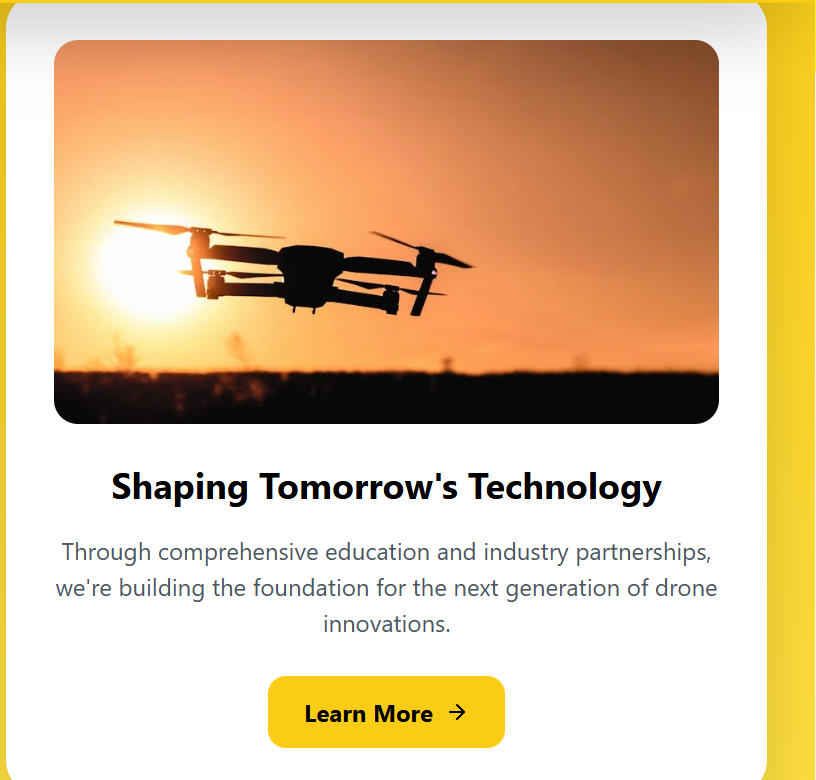 Shaping Tomorrow's Technology
Through comprehensive education and industry partnerships,
we're building the foundation for the next generation of drone
innovations.
Learn More →